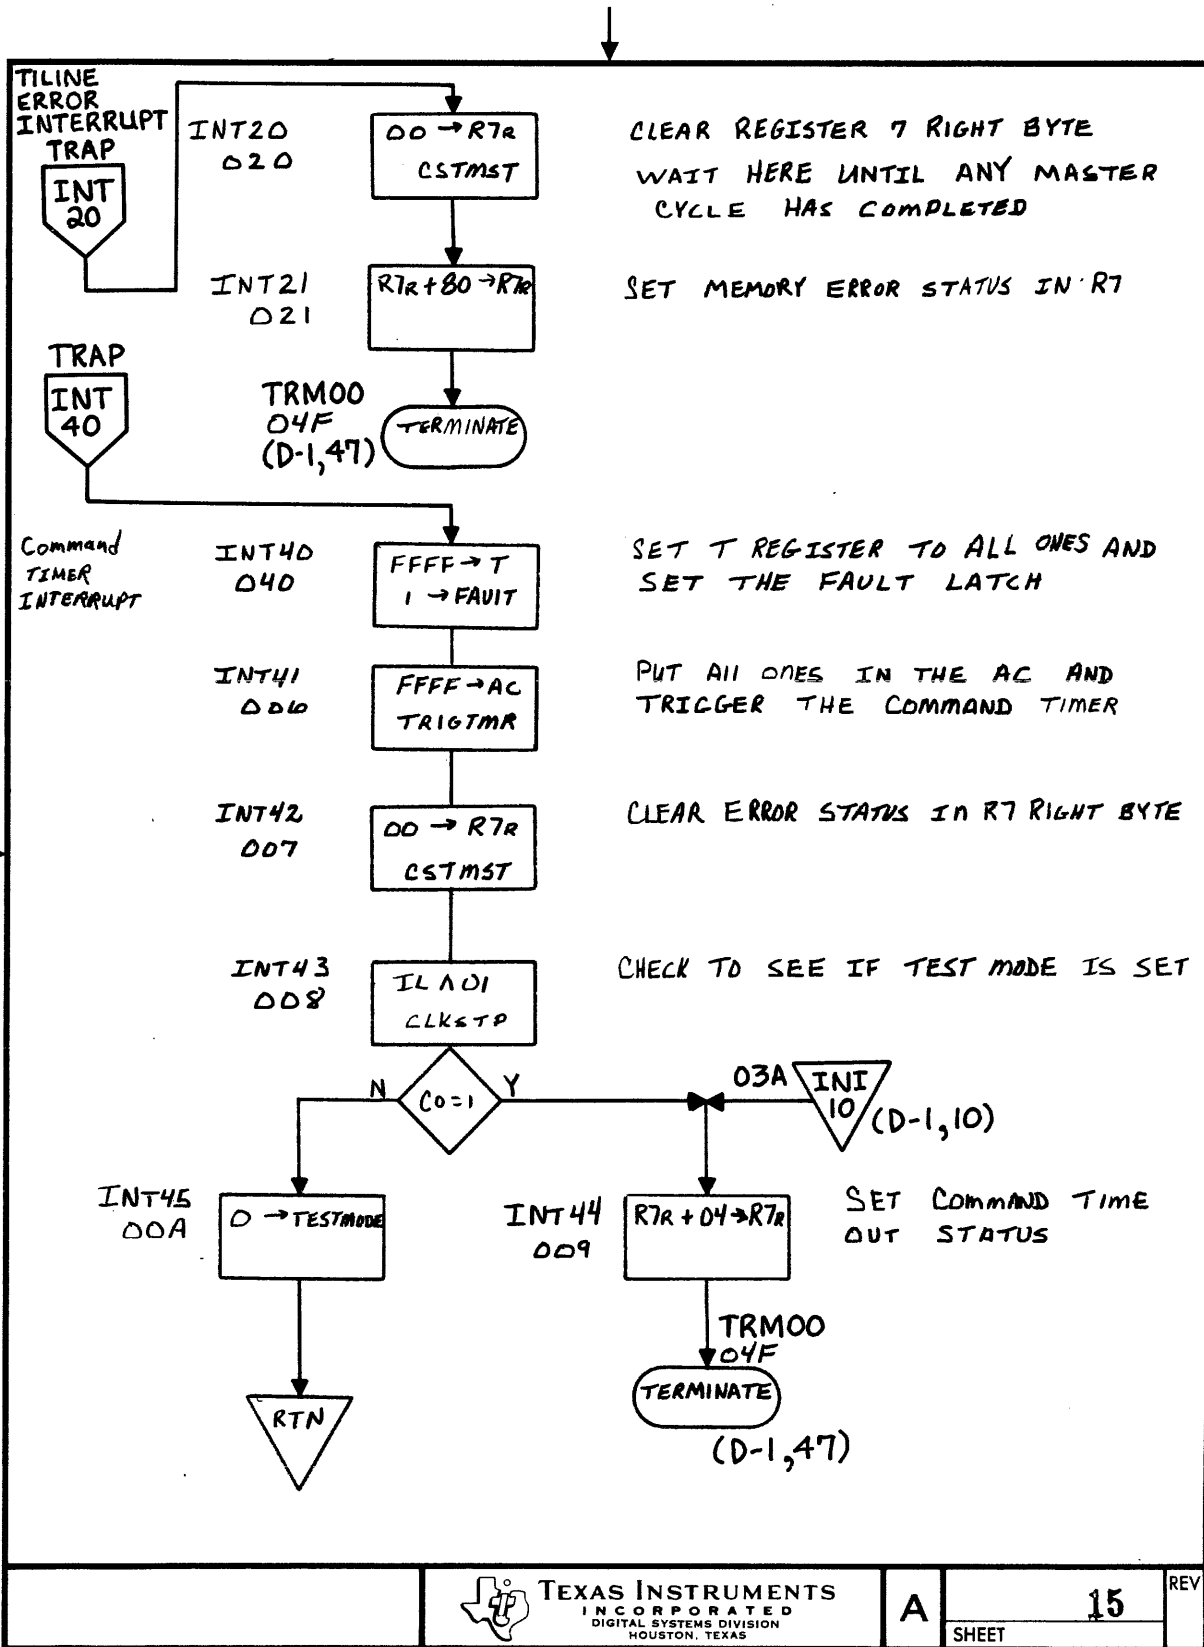 TILINE
ERROR
INTERRUPT
TRAP
INT
20
INT20
020
00 → R7R
CSTMST
CLEAR REGISTER 7 RIGHT BYTE
WAIT HERE UNTIL ANY MASTER
CYCLE HAS COMPLETED
INT21
021
R7R + 80 → R7R
SET MEMORY ERROR STATUS IN R7
TRAP
INT
40
TRM00
04F
(D-1,47)
TERMINATE
Command
TIMER
INTERRUPT
INT40
040
FFFF → T
1 → FAUIT
SET T REGISTER TO ALL ONES AND
SET THE FAULT LATCH
INT41
006
FFFF → AC
TRIGTMR
PUT All ONES IN THE AC AND
TRIGGER THE COMMAND TIMER
INT42
007
00 → R7R
CSTMST
CLEAR ERROR STATUS In R7 RIGHT BYTE
INT43
008
IL Λ 01
CLKSTP
CHECK TO SEE IF TEST MODE IS SET
N
C0=1
Y
03A
INI
10
(D-1,10)
INT45
00A
0 → TESTMODE
INT44
009
R7R + 04 → R7R
SET COMMAND TIME
OUT STATUS
TRM00
04F
RTN
TERMINATE
(D-1,47)
TEXAS INSTRUMENTS
INCORPORATED
DIGITAL SYSTEMS DIVISION
HOUSTON, TEXAS
A
15
SHEET
REV